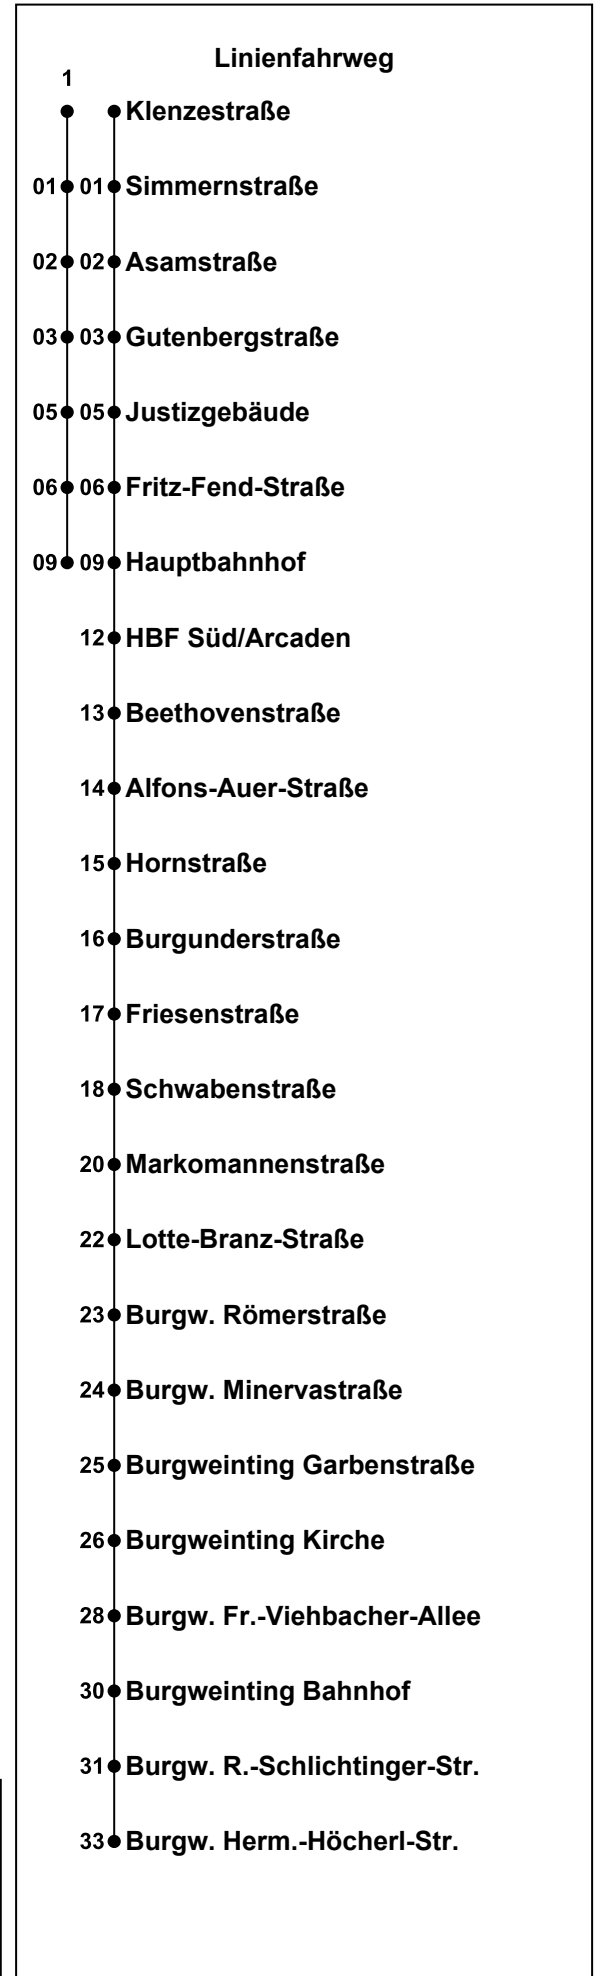 Linienfahrweg
1
Klenzestraße
01 01 Simmernstraße
02 02 Asamstraße
03 03 Gutenbergstraße
05 05 Justizgebäude
06 06 Fritz-Fend-Straße
09 09 Hauptbahnhof
12 HBF Süd/Arcaden
13 Beethovenstraße
14 Alfons-Auer-Straße
15 Hornstraße
16 Burgunderstraße
17 Friesenstraße
18 Schwabenstraße
20 Markomannenstraße
22 Lotte-Branz-Straße
23 Burgw. Römerstraße
24 Burgw. Minervastraße
25 Burgweinting Garbenstraße
26 Burgweinting Kirche
28 Burgw. Fr.-Viehbacher-Allee
30 Burgweinting Bahnhof
31 Burgw. R.-Schlichtinger-Str.
33 Burgw. Herm.-Höcherl-Str.